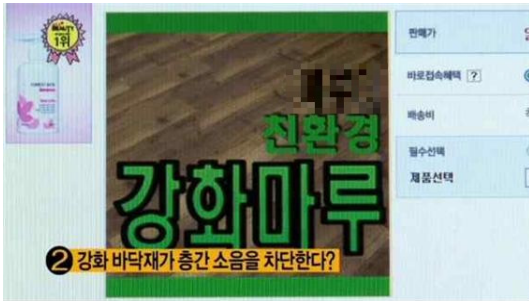 BEAUTY
1위
친환경
강화마루
2 강화 바닥재가 층간 소음을 차단한다?
판매가
바로접속혜택 ?
배송비
필수선택
제품선택